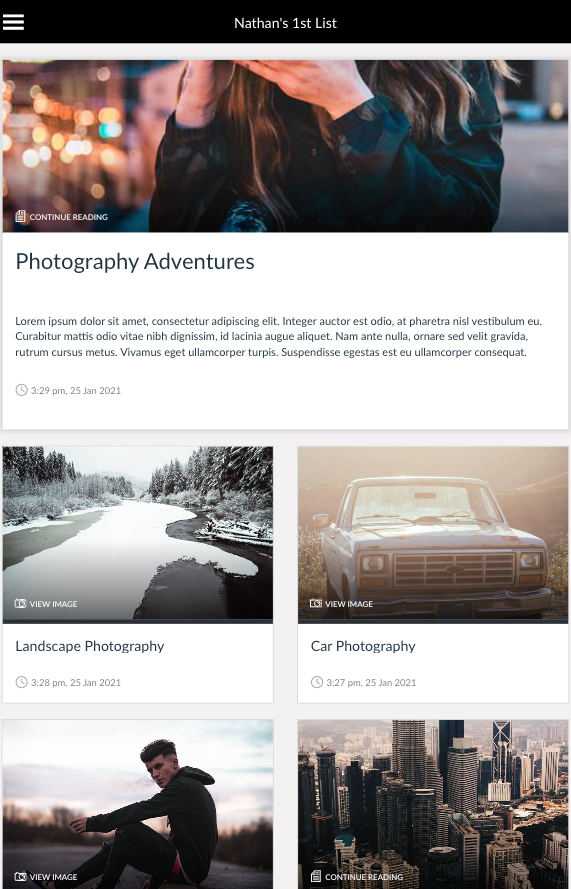 Nathan's 1st List
CONTINUE READING
Photography Adventures
Lorem ipsum dolor sit amet, consectetur adipiscing elit. Integer auctor est odio, at pharetra nisl vestibulum eu.
Curabitur mattis odio vitae nibh dignissim, id lacinia augue aliquet. Nam ante nulla, ornare sed velit gravida,
rutrum cursus metus. Vivamus eget ullamcorper turpis. Suspendisse egestas est eu ullamcorper consequat.
3:29 pm, 25 Jan 2021
VIEW IMAGE
Landscape Photography
3:28 pm, 25 Jan 2021
VIEW IMAGE
Car Photography
3:27 pm, 25 Jan 2021
VIEW IMAGE
CONTINUE READING